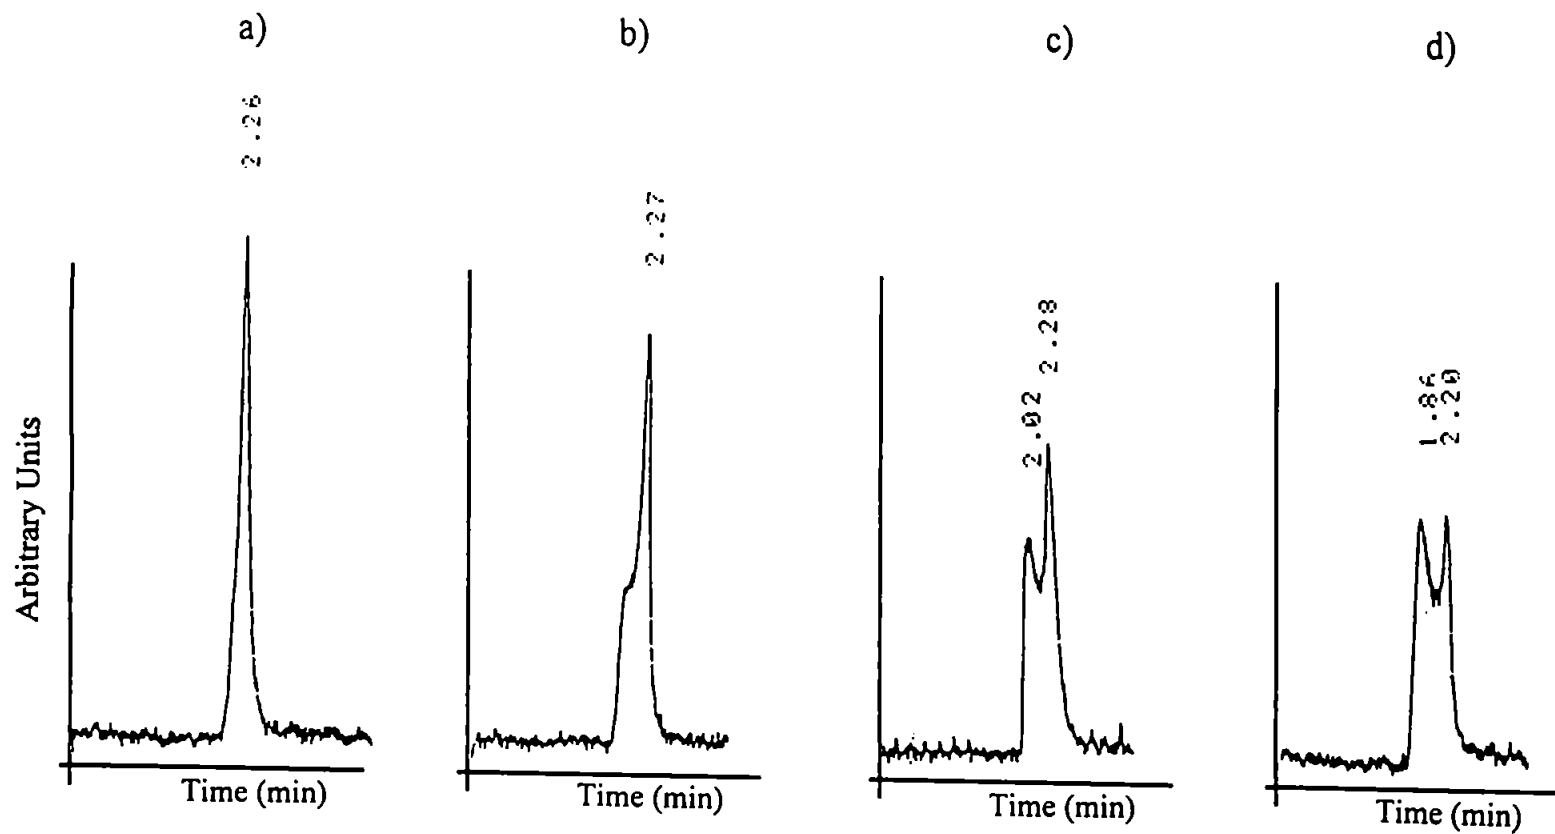 a)
b)
c)
d)
2.26
2.27
2.02
2.28
1.86
2.20
Arbitrary Units
Time (min)
Time (min)
Time (min)
Time (min)